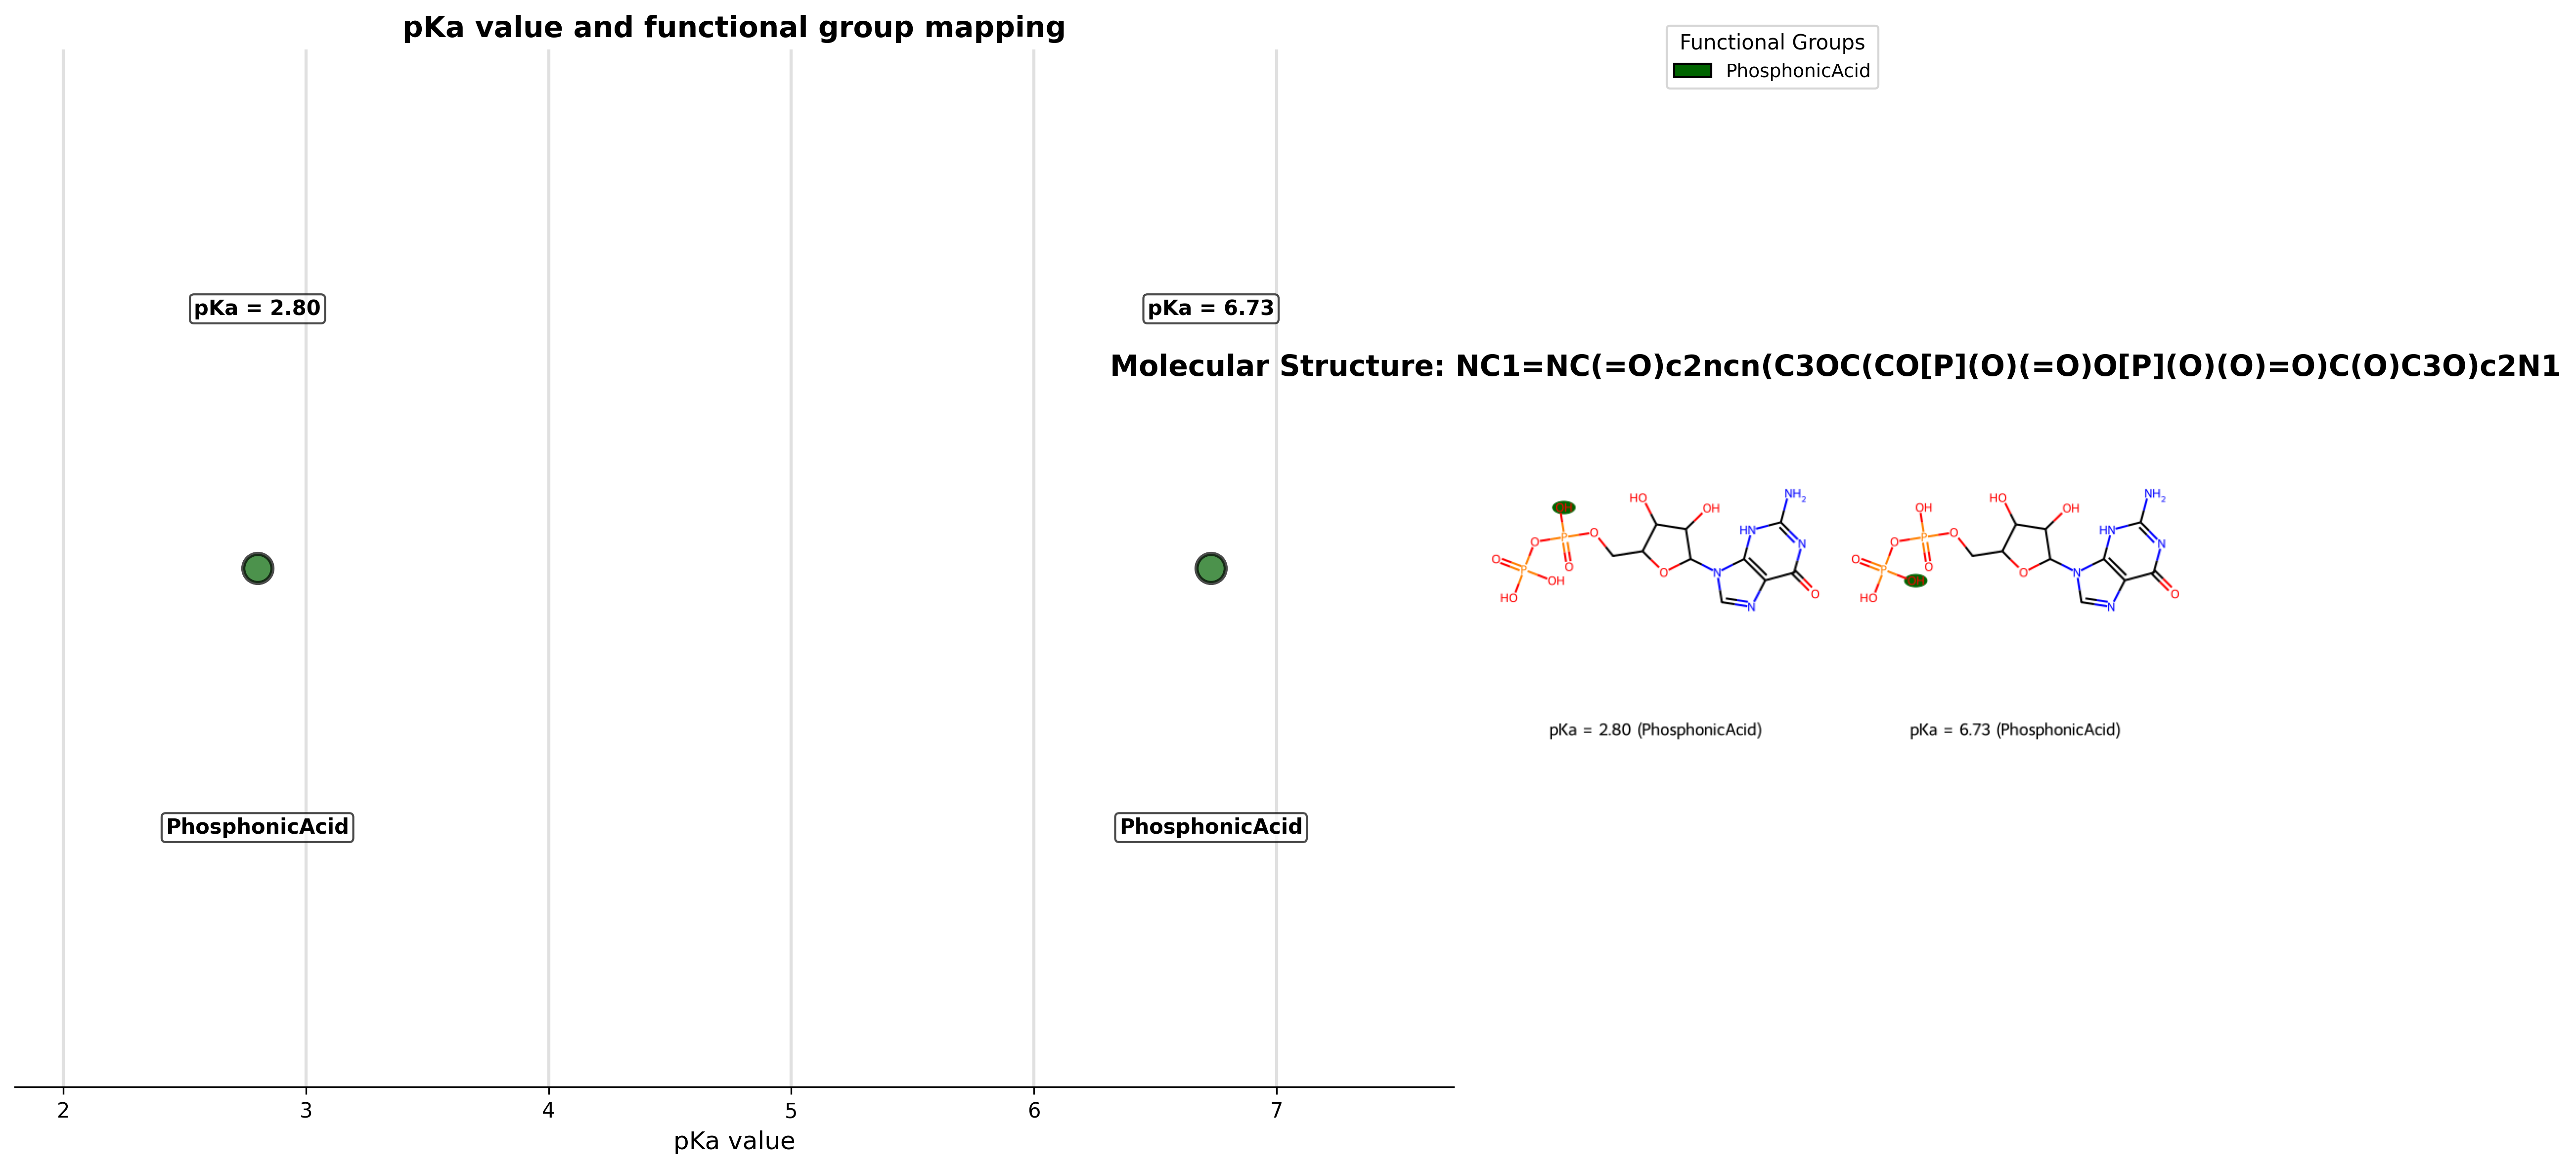 pKa value and functional group mapping
Functional Groups
PhosphonicAcid
pKa = 2.80
pKa = 6.73
Molecular Structure: NC1=NC(=O)c2ncn(C3OC(CO[P](O)(=O)O[P](O)(O)=O)C(O)C3O)c2N1
HO
OH
NH2
OH
HN
N
O
P
O
O
P
O
OH
HO
O
N
N
O
OH
HO
OH
NH2
HN
N
O
P
O
O
P
O
OH
HO
O
N
N
O
pKa = 2.80 (PhosphonicAcid)
pKa = 6.73 (PhosphonicAcid)
PhosphonicAcid
PhosphonicAcid
2
3
4
5
6
7
pKa value